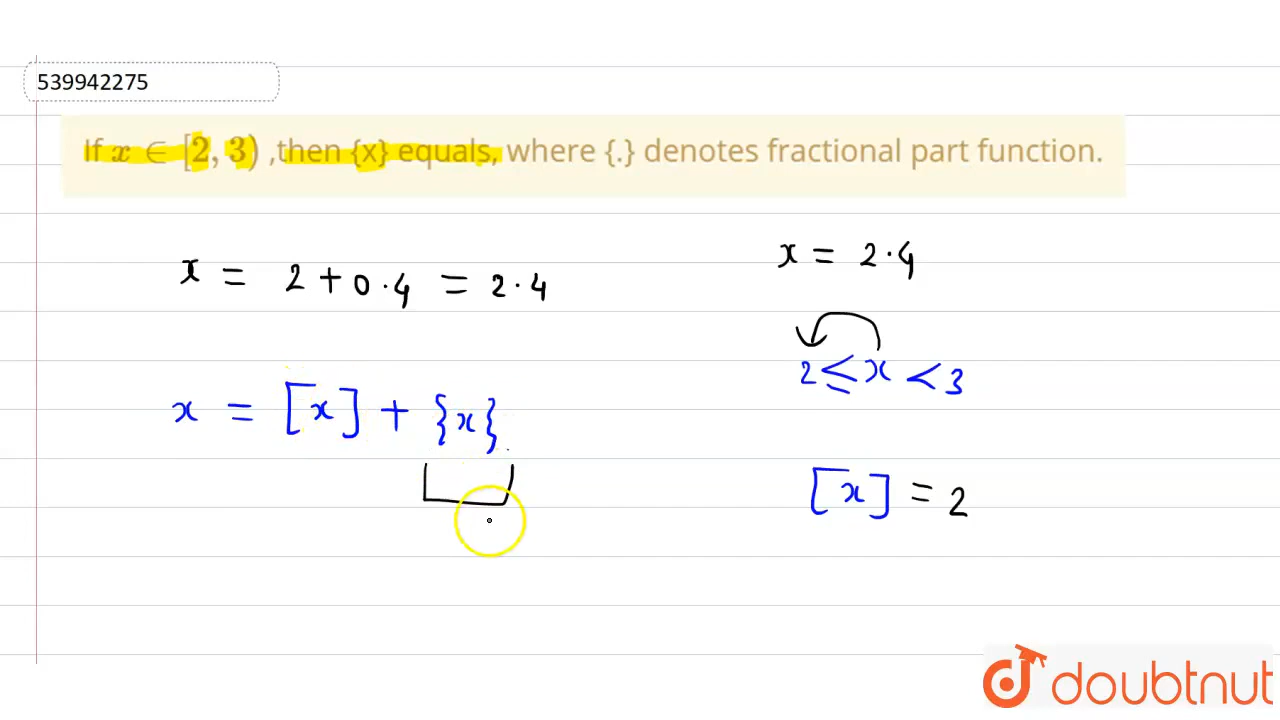 539942275
If x ∈ [2, 3) ,then {x} equals, where {.} denotes fractional part function.
x = 2 + 0.4 = 2.4
x = 2.4
2 ≤ x < 3
x = [x] + {x}
[x] = 2
doubtnut